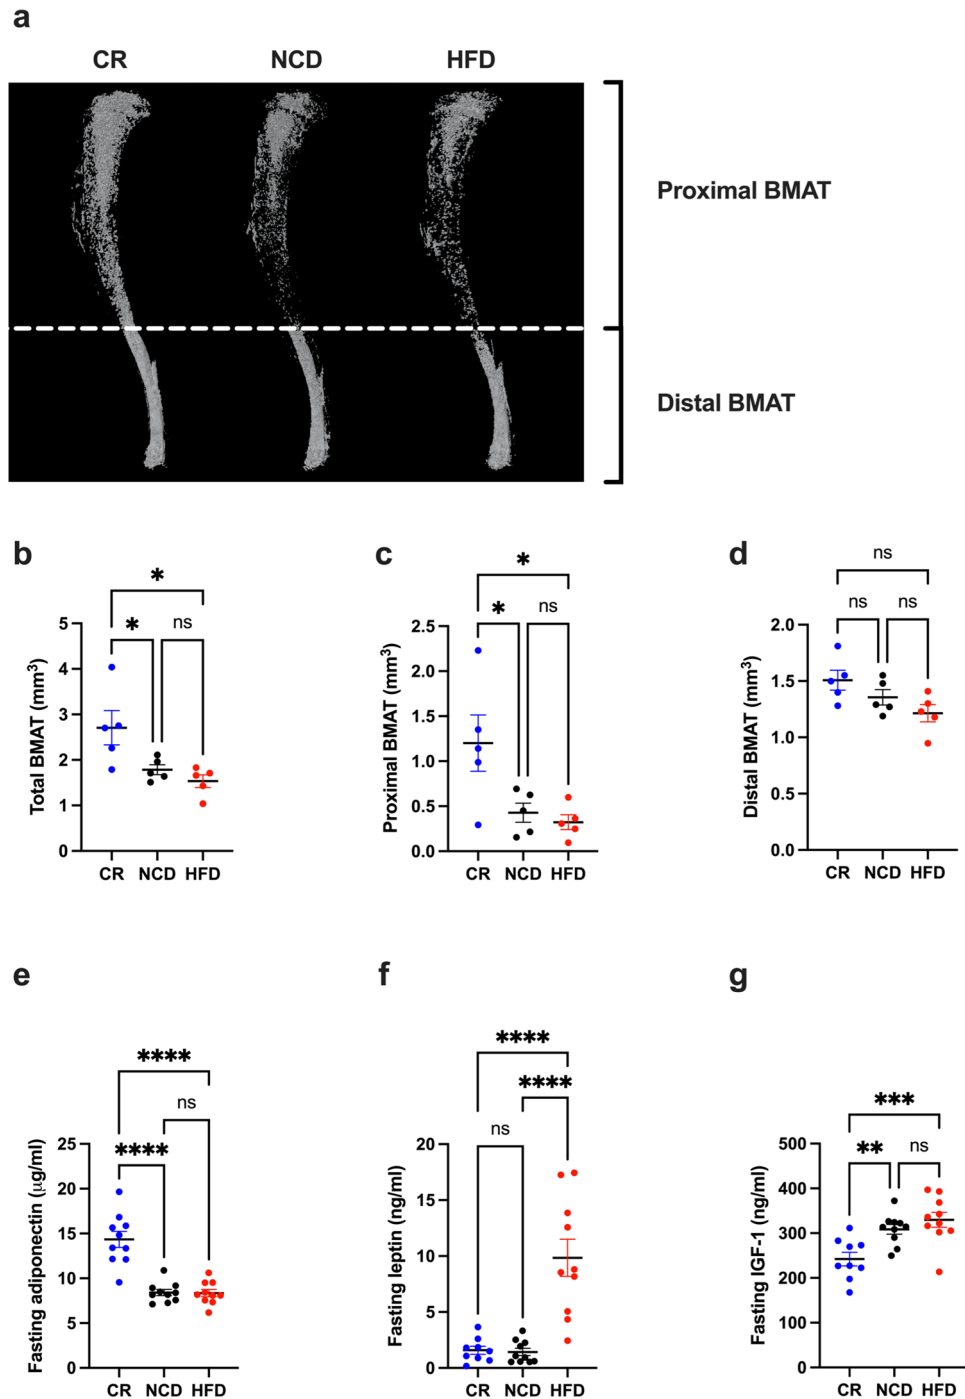 a
CR NCD HFD
Proximal BMAT
Distal BMAT
b
*
* ns
Total BMAT (mm³)
5
4
3
2
1
0
CR NCD HFD
c
*
* ns
Proximal BMAT (mm³)
2.5
2.0
1.5
1.0
0.5
0.0
CR NCD HFD
d
ns
ns ns
Distal BMAT (mm³)
2.0
1.5
1.0
0.5
0.0
CR NCD HFD
e
****
ns
****
Fasting adiponectin (μg/ml)
25
20
15
10
5
0
CR NCD HFD
f
****
****
ns
Fasting leptin (ng/ml)
20
15
10
5
0
CR NCD HFD
g
***
** ns
Fasting IGF-1 (ng/ml)
500
400
300
200
100
0
CR NCD HFD